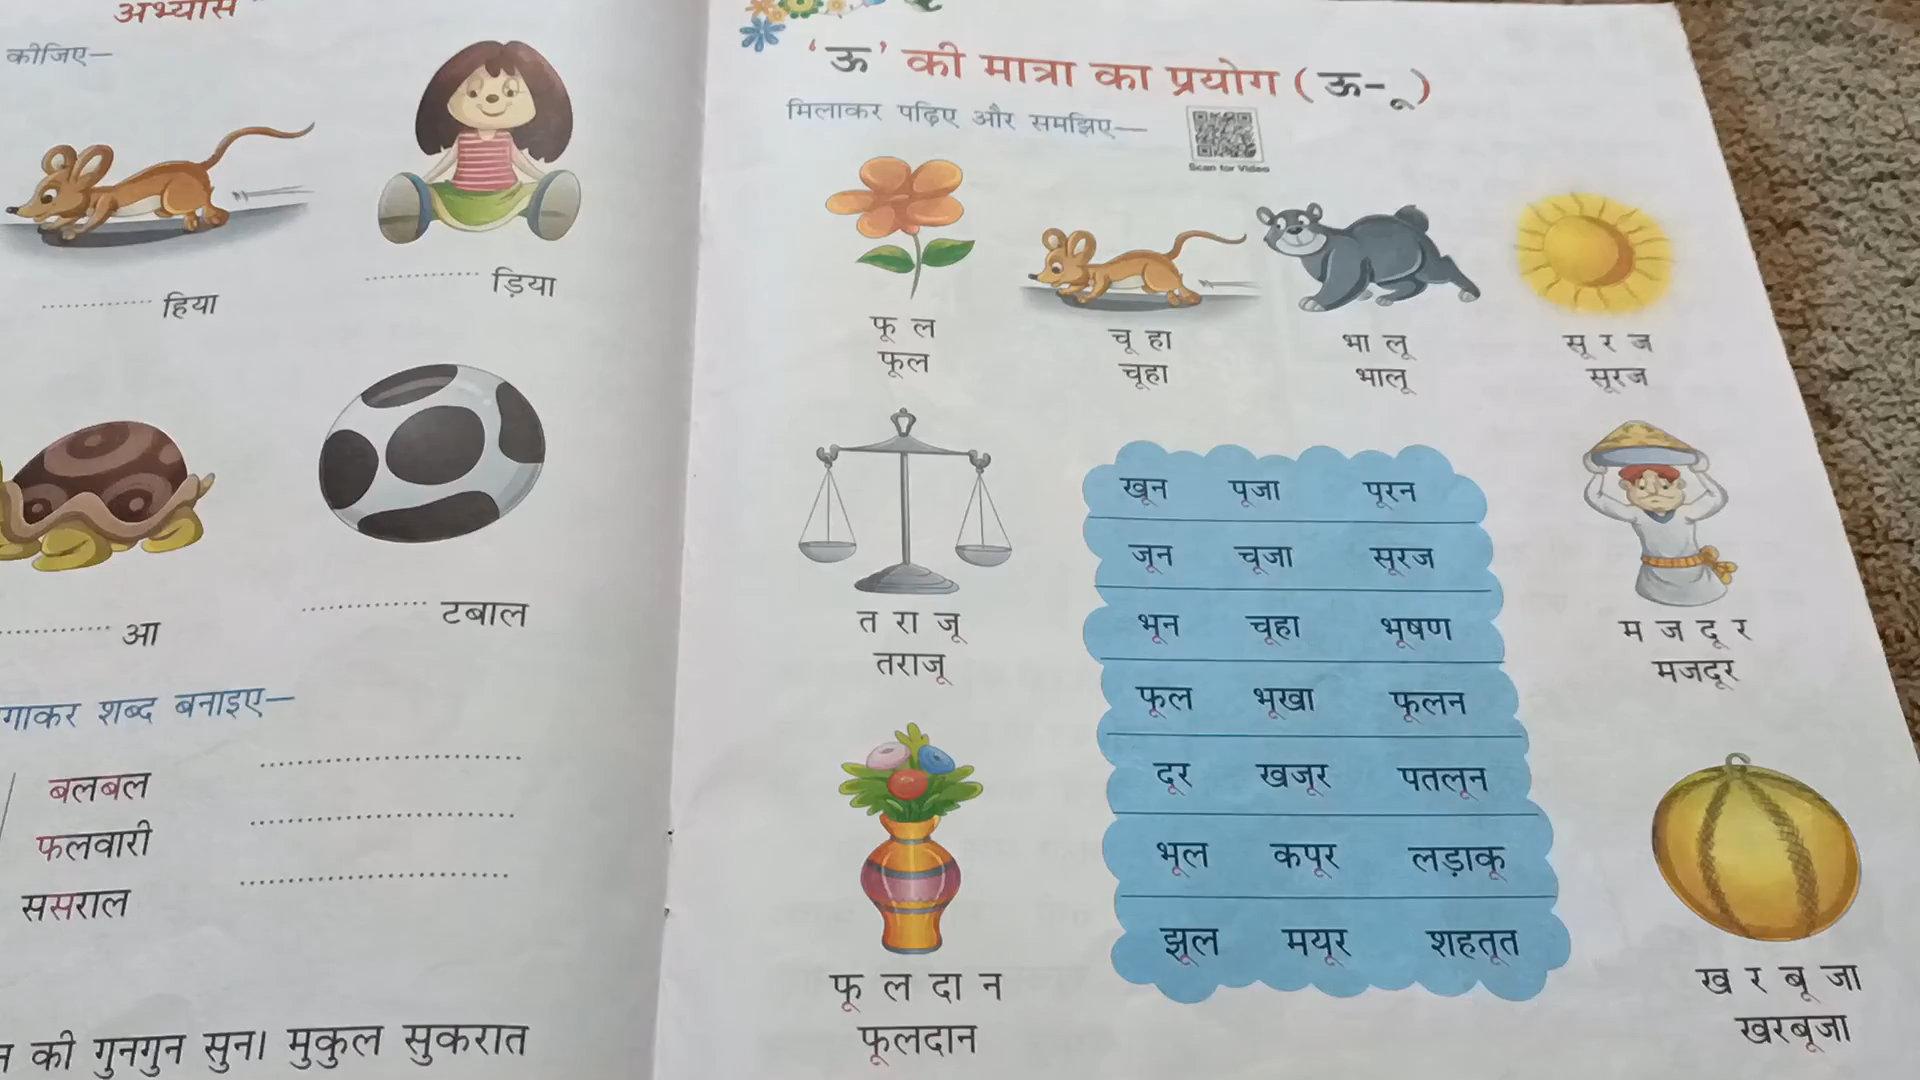 अभ्यास
कीजिए—
हिया
ड़िया
आ
टबाल
गाकर शब्द बनाइए—
बलबल
फलवारी
ससराल
की गुनगुन सुन। मुकुल सुकरात
'ऊ' की मात्रा का प्रयोग (ऊ-ू)
मिलाकर पढ़िए और समझिए—
Scan for Video
फू ल चू हा भा लू सू र ज
फूल चूहा भालू सूरज
खून पूजा पूरन
जून चूजा सूरज
भून चूहा भूषण
फूल भूखा फूलन
दूर खजूर पतलून
भूल कपूर लड़ाकू
झूल मयूर शहतूत
त रा जू
तराजू
म ज दू र
मजदूर
फू ल दा न
फूलदान
ख र बू जा
खरबूजा